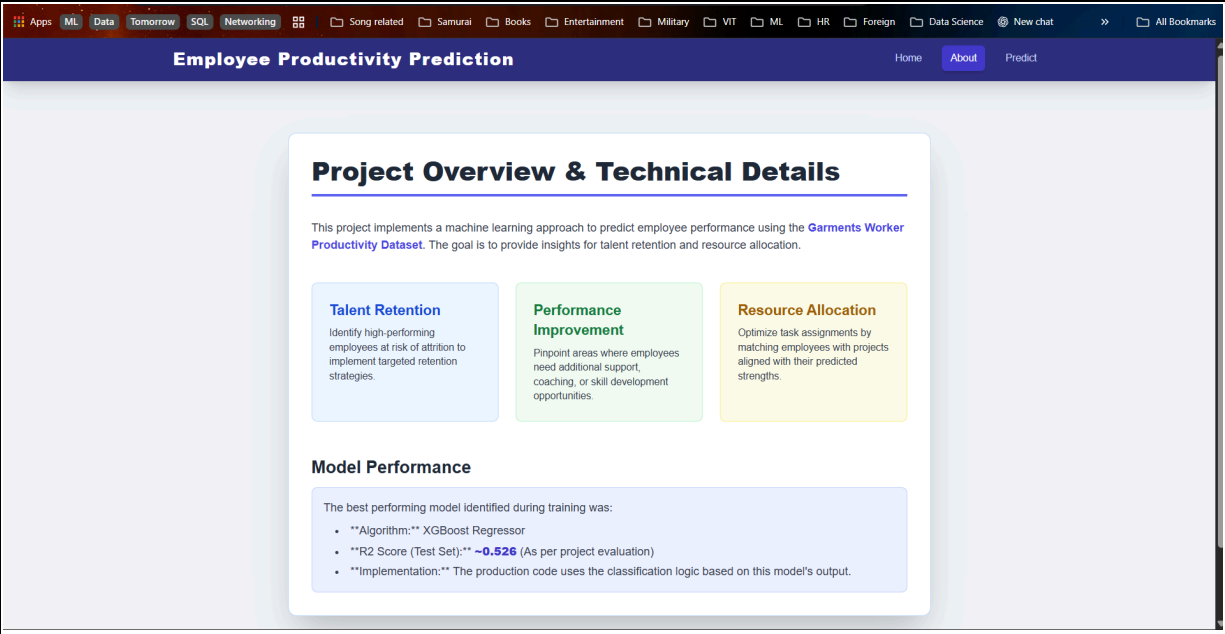 Apps ML Data Tomorrow SQL Networking Song related Samurai Books Entertainment Military VIT ML HR Foreign Data Science New chat » All Bookmarks
Employee Productivity Prediction Home About Predict
Project Overview & Technical Details
This project implements a machine learning approach to predict employee performance using the Garments Worker
Productivity Dataset. The goal is to provide insights for talent retention and resource allocation.
Talent Retention
Identify high-performing
employees at risk of attrition to
implement targeted retention
strategies.
Performance
Improvement
Pinpoint areas where employees
need additional support,
coaching, or skill development
opportunities.
Resource Allocation
Optimize task assignments by
matching employees with projects
aligned with their predicted
strengths.
Model Performance
The best performing model identified during training was:
• **Algorithm:** XGBoost Regressor
• **R2 Score (Test Set):** ~0.526 (As per project evaluation)
• **Implementation:** The production code uses the classification logic based on this model's output.